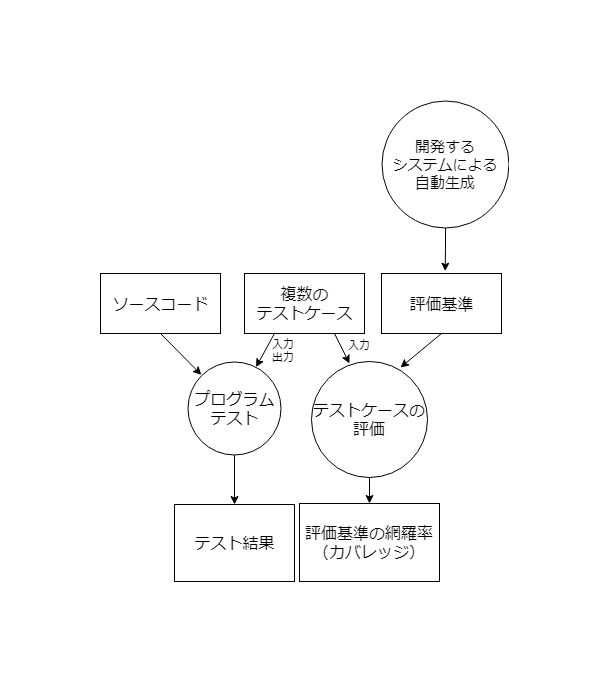 開発する
システムによる
自動生成
ソースコード
複数の
テストケース
評価基準
入力
出力
入力
プログラム
テスト
テストケースの
評価
テスト結果
評価基準の網羅率
（カバレッジ）